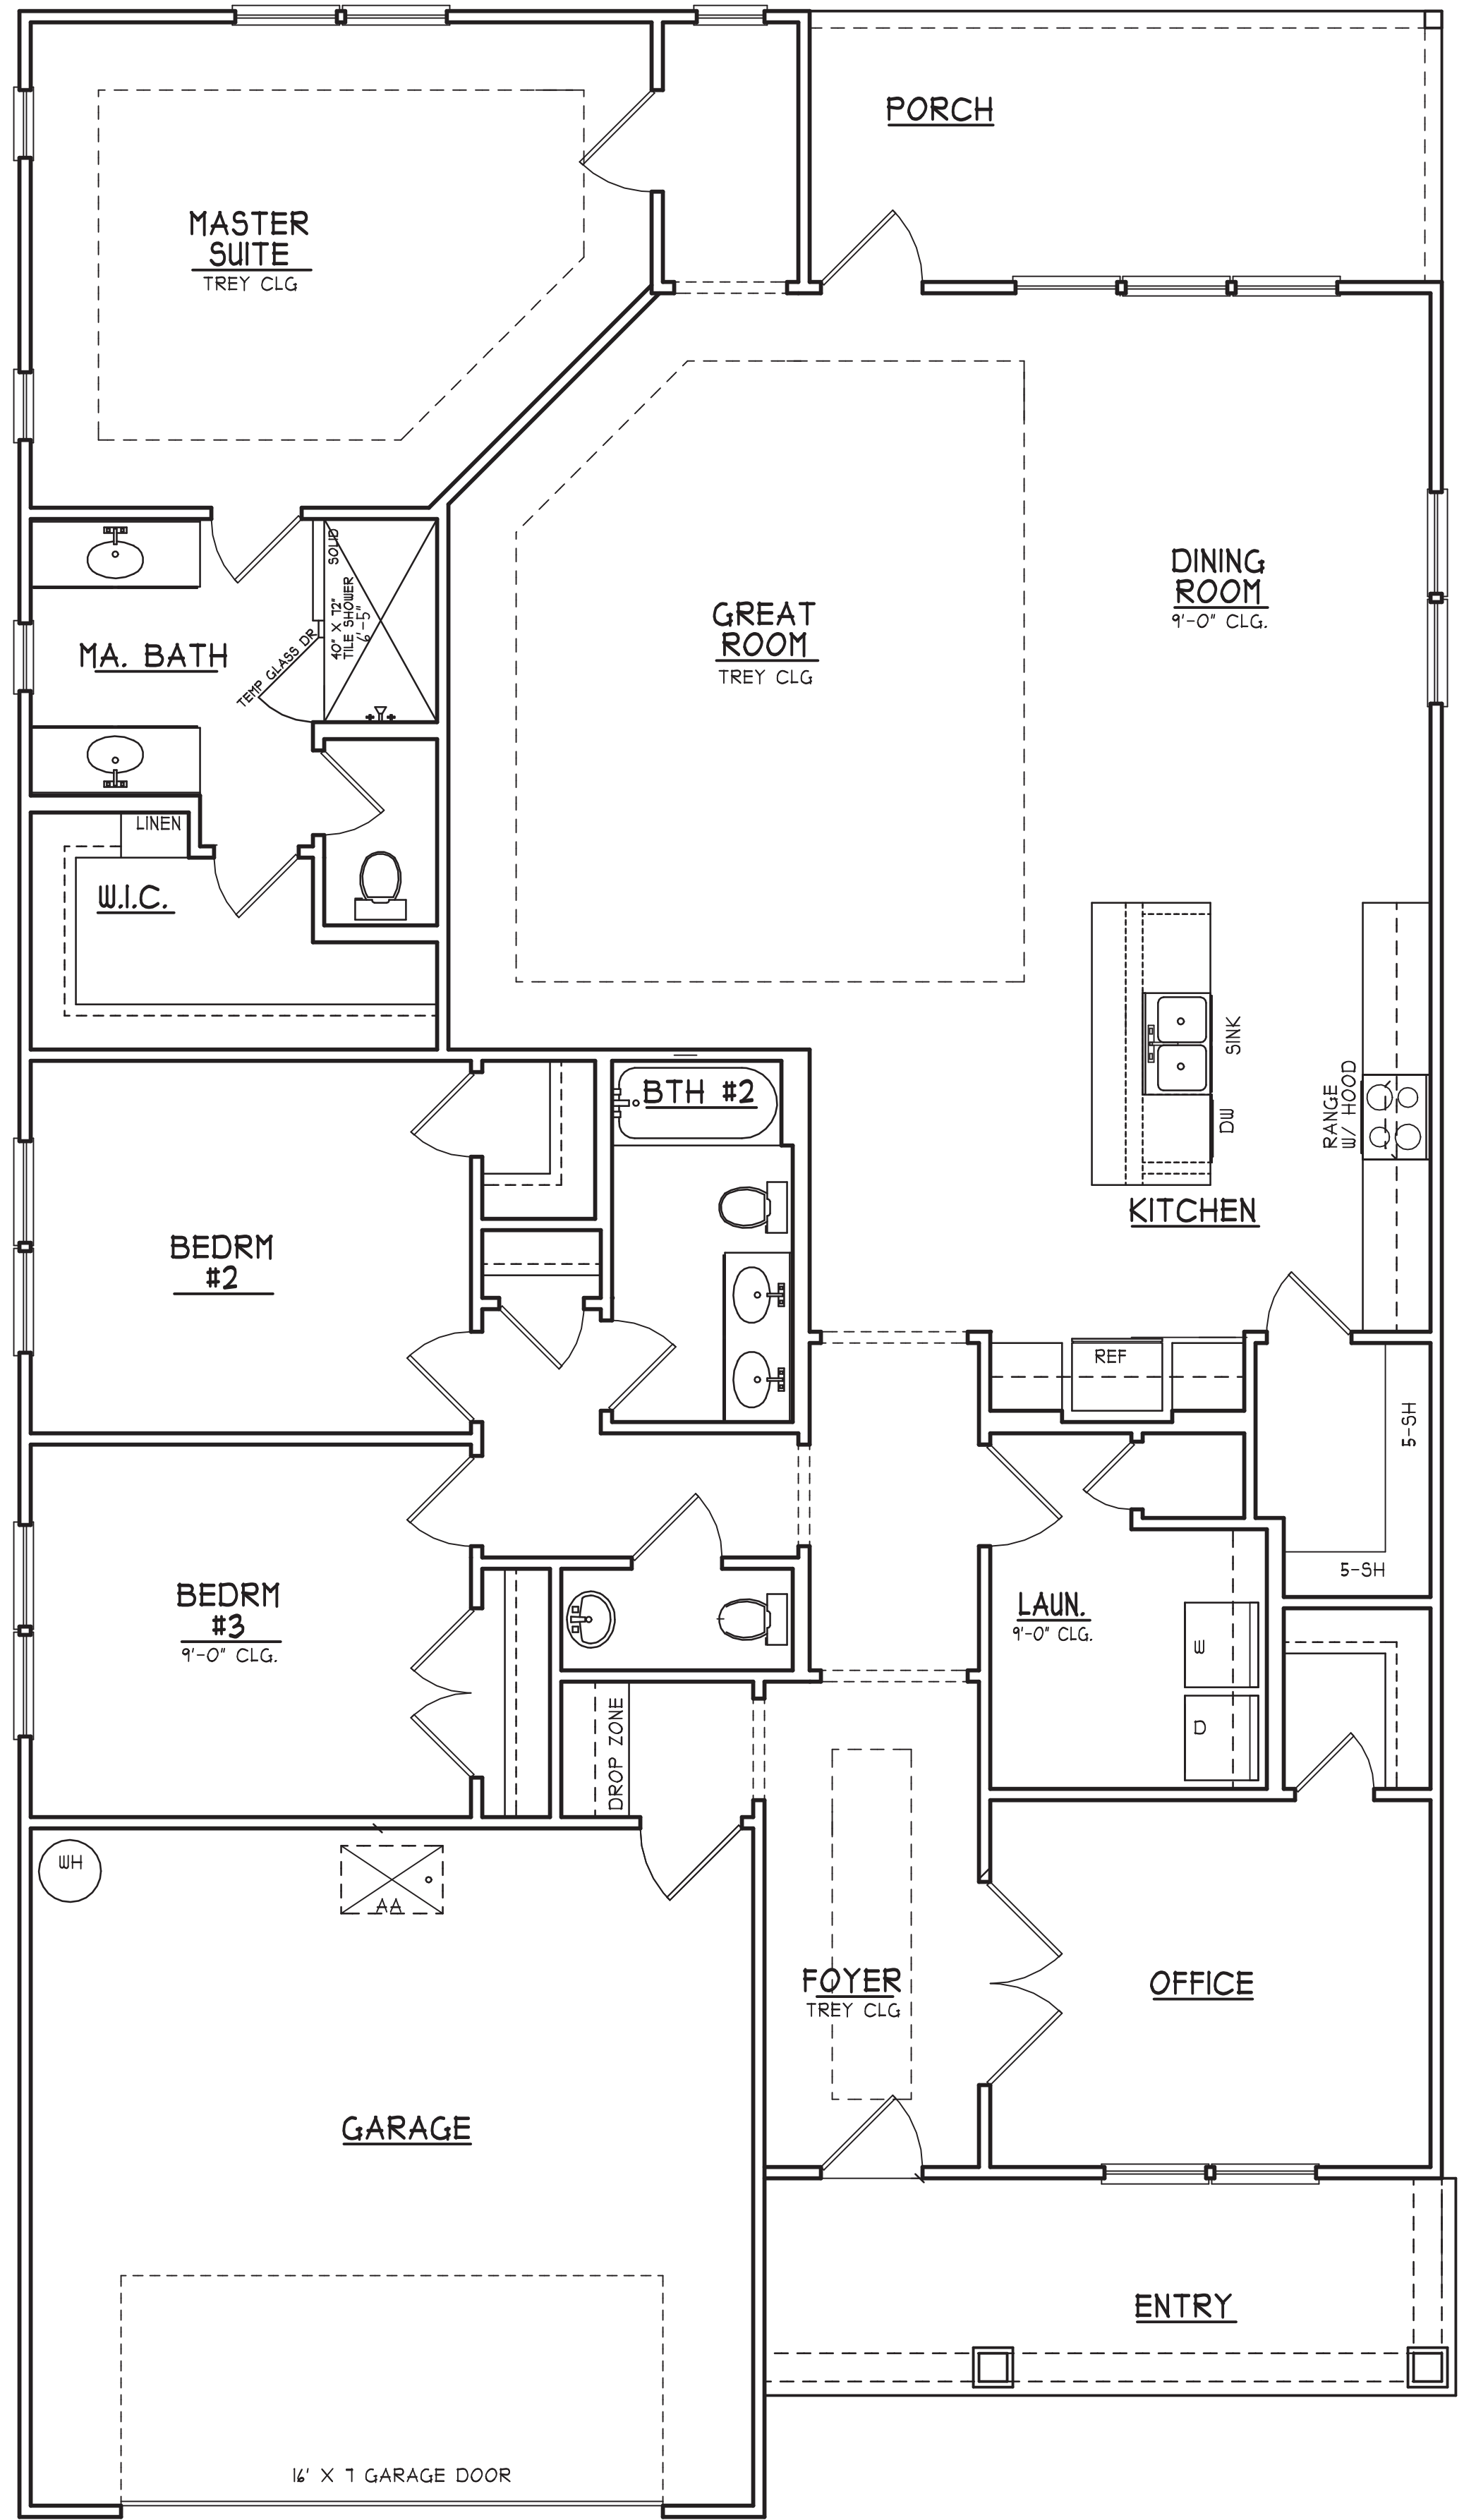 PORCH
MASTER
SUITE
TREY CLG
SOLID
40" X 72"
TILE SHOWER
6'-5"
TEMP GLASS DR
MA. BATH
GREAT
ROOM
TREY CLG
DINING
ROOM
9'-0" CLG.
LINEN
W.I.C.
SINK
DW
RANGE
W/ HOOD
BTH #2
KITCHEN
BEDRM
#2
REF
5-SH
5-SH
BEDRM
#3
9'-0" CLG.
LAUN.
9'-0" CLG.
W
D
DROP ZONE
WH
AA
FOYER
TREY CLG
OFFICE
GARAGE
ENTRY
16' X 7 GARAGE DOOR